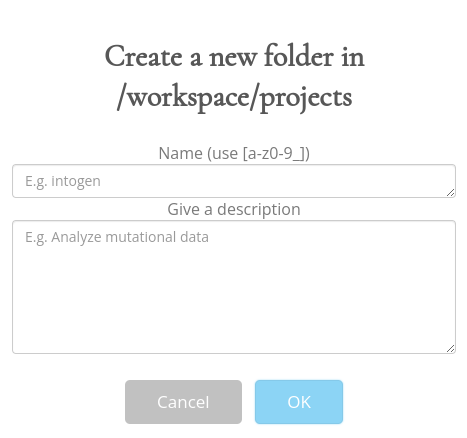 Create a new folder in
/workspace/projects
Name (use [a-z0-9_])
E.g. Intogen
Give a description
E.g. Analyze mutational data
Cancel
OK